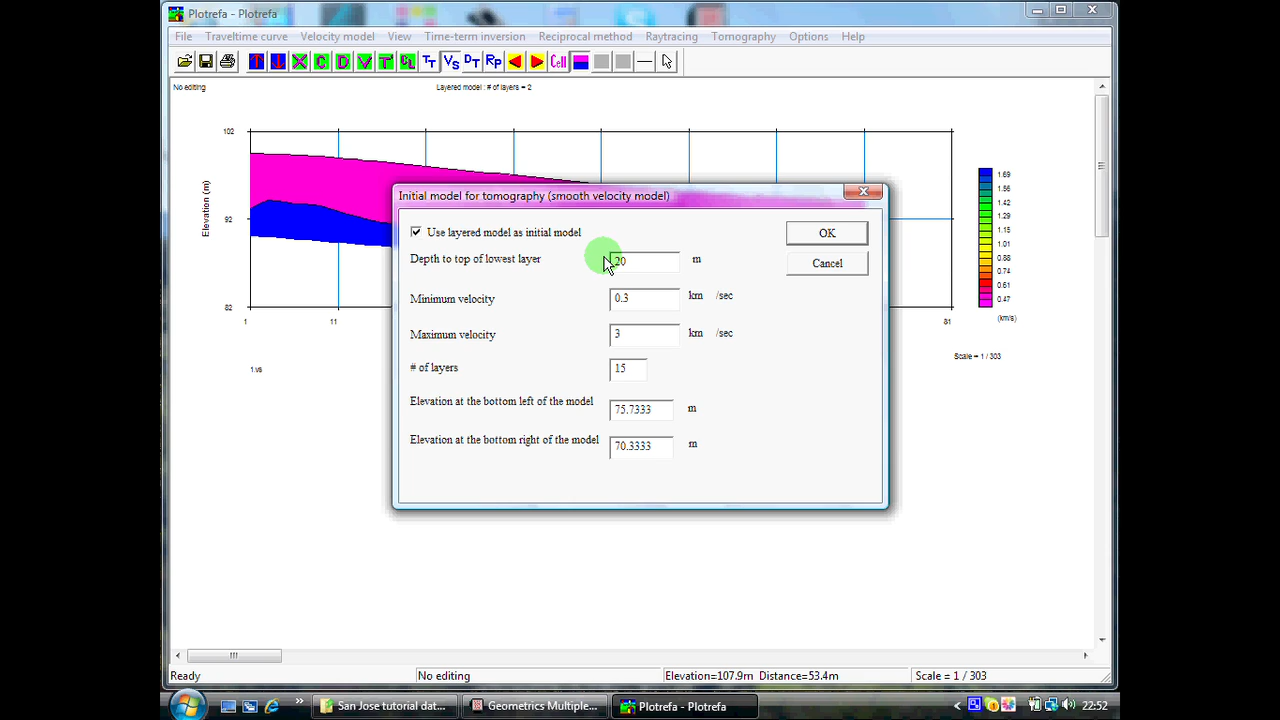 Plotrefa - Plotrefa
File Traveltime curve Velocity model View Time-term inversion Reciprocal method Raytracing Tomography Options Help
X C D V T DL TT VS DT RP Cell
No editing
Layered model : # of layers = 2
102
92
82
Elevation (m)
1 11 81
1.vs
1.69
1.56
1.42
1.29
1.15
1.01
0.88
0.74
0.61
0.47
(km/s)
Scale = 1 / 303
Initial model for tomography (smooth velocity model)
Use layered model as initial model
OK
Depth to top of lowest layer 20 m
Cancel
Minimum velocity 0.3 km /sec
Maximum velocity 3 km /sec
# of layers 15
Elevation at the bottom left of the model 75.7333 m
Elevation at the bottom right of the model 70.3333 m
Ready No editing Elevation=107.9m Distance=53.4m Scale = 1 / 303
San Jose tutorial dat... Geometrics Multiple... Plotrefa - Plotrefa 22:52